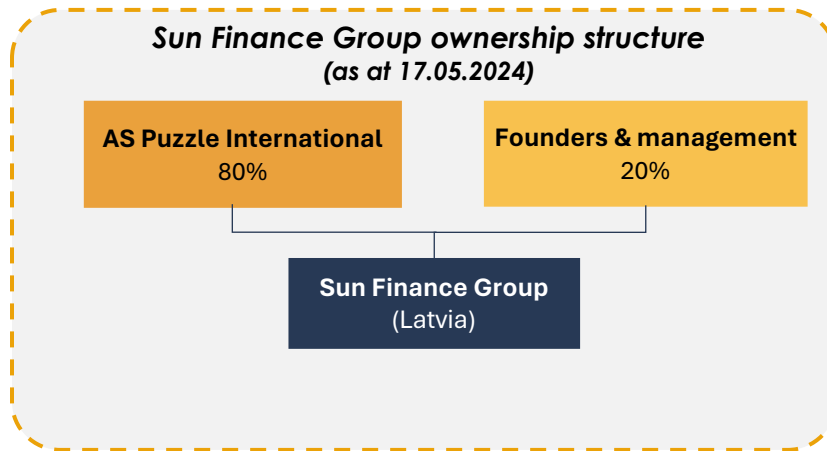 Sun Finance Group ownership structure
(as at 17.05.2024)
AS Puzzle International
80%
Founders & management
20%
Sun Finance Group
(Latvia)